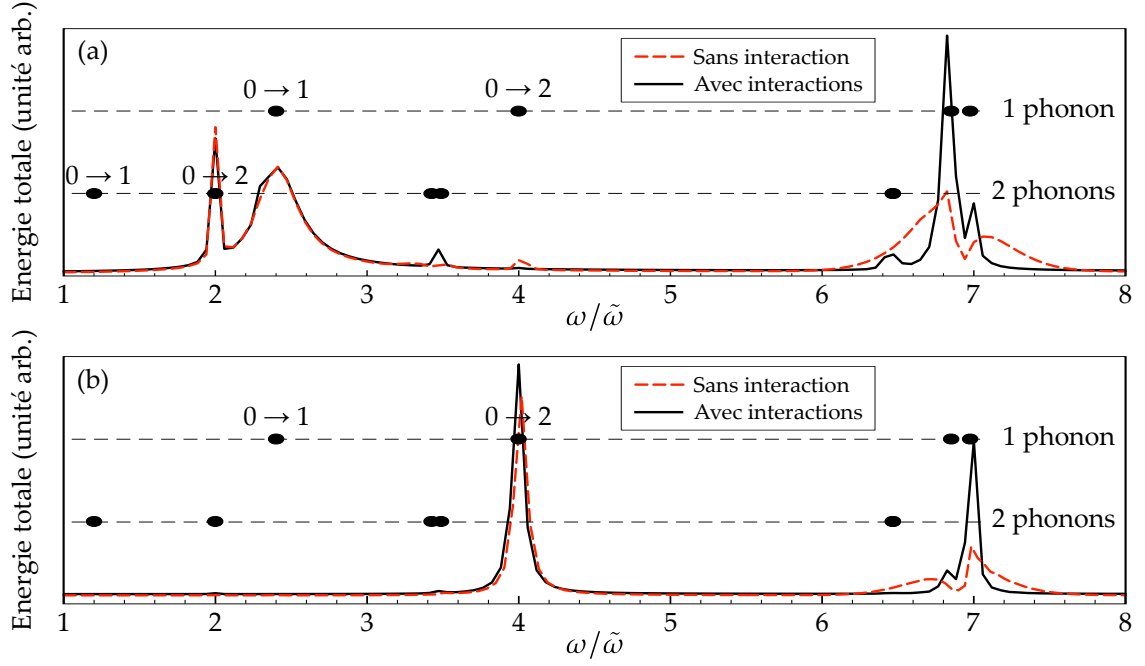 (a)
Energie totale (unité arb.)
Sans interaction
Avec interactions
0 → 1
0 → 2
1 phonon
0 → 1
0 → 2
2 phonons
1 2 3 4 5 6 7 8
ω/ω̃
(b)
Energie totale (unité arb.)
Sans interaction
Avec interactions
0 → 1
0 → 2
1 phonon
2 phonons
1 2 3 4 5 6 7 8
ω/ω̃